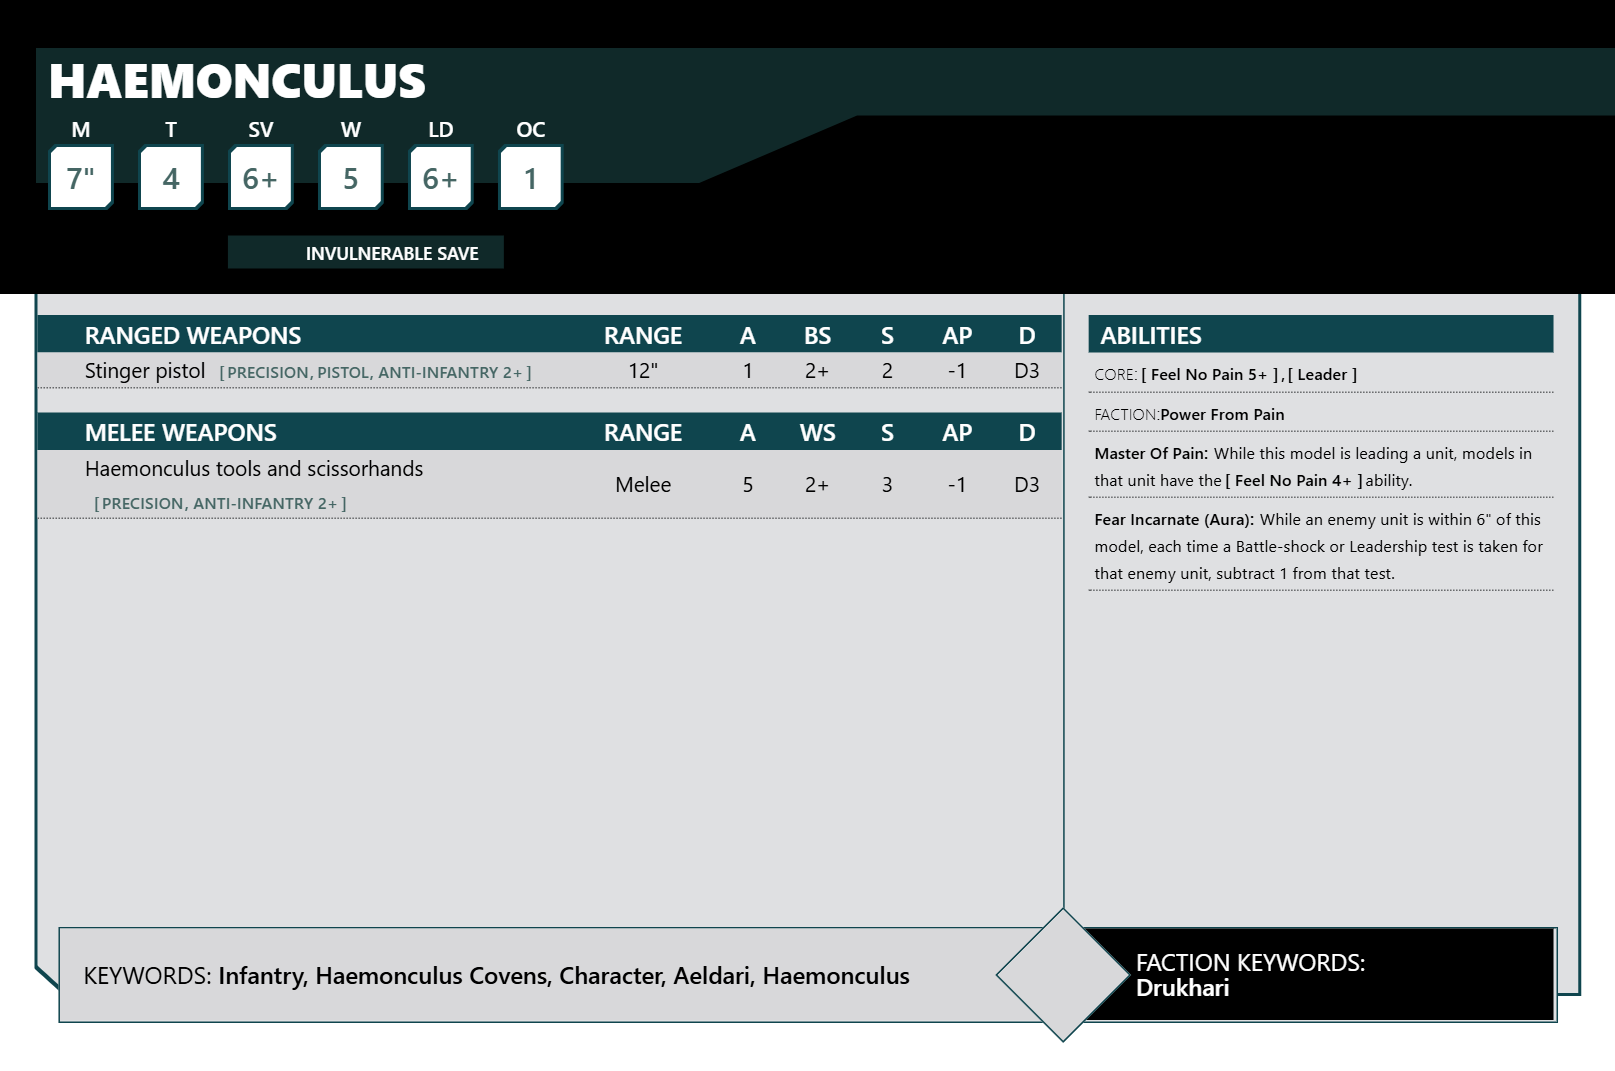 HAEMONCULUS
M T SV W LD OC
7" 4 6+ 5 6+ 1
INVULNERABLE SAVE
RANGED WEAPONS RANGE A BS S AP D
Stinger pistol [ PRECISION, PISTOL, ANTI-INFANTRY 2+ ] 12" 1 2+ 2 -1 D3
MELEE WEAPONS RANGE A WS S AP D
Haemonculus tools and scissorhands
[ PRECISION, ANTI-INFANTRY 2+ ] Melee 5 2+ 3 -1 D3
ABILITIES
CORE: [ Feel No Pain 5+ ] , [ Leader ]
FACTION:Power From Pain
Master Of Pain: While this model is leading a unit, models in
that unit have the [ Feel No Pain 4+ ] ability.
Fear Incarnate (Aura): While an enemy unit is within 6" of this
model, each time a Battle-shock or Leadership test is taken for
that enemy unit, subtract 1 from that test.
KEYWORDS: Infantry, Haemonculus Covens, Character, Aeldari, Haemonculus
FACTION KEYWORDS:
Drukhari